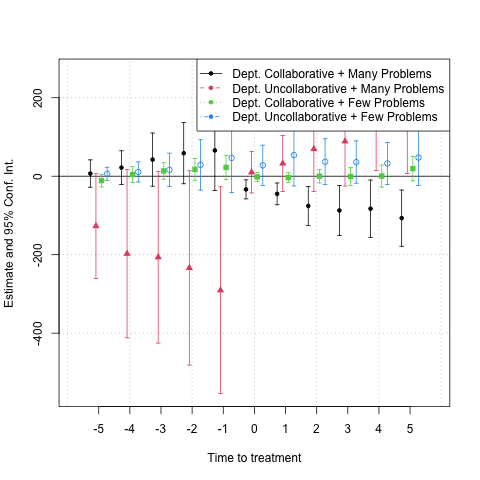 Dept. Collaborative + Many Problems
Dept. Uncollaborative + Many Problems
Dept. Collaborative + Few Problems
Dept. Uncollaborative + Few Problems
Estimate and 95% Conf. Int.
200
0
-200
-400
-5 -4 -3 -2 -1 0 1 2 3 4 5
Time to treatment